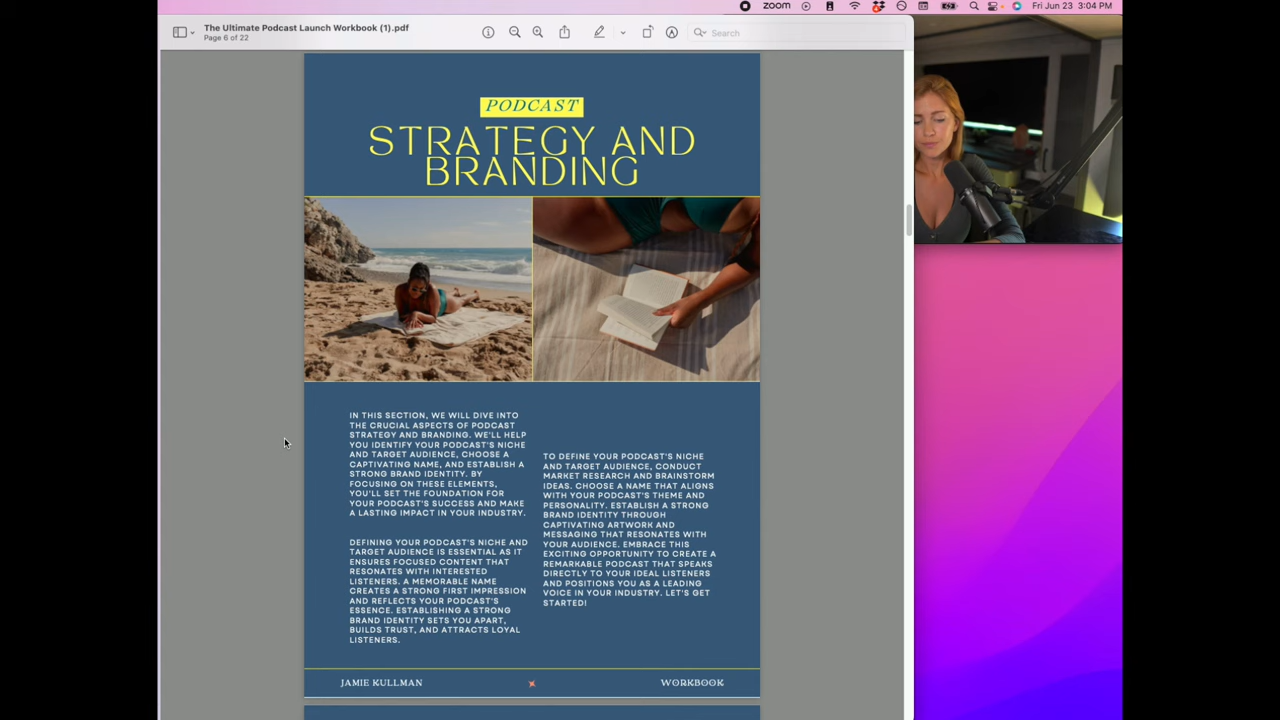 zoom
Fri Jun 23 3:04 PM
The Ultimate Podcast Launch Workbook (1).pdf
Page 6 of 22
Search
PODCAST
STRATEGY AND
BRANDING
IN THIS SECTION, WE WILL DIVE INTO
THE CRUCIAL ASPECTS OF PODCAST
STRATEGY AND BRANDING. WE'LL HELP
YOU IDENTIFY YOUR PODCAST'S NICHE
AND TARGET AUDIENCE, CHOOSE A
CAPTIVATING NAME, AND ESTABLISH A
STRONG BRAND IDENTITY. BY
FOCUSING ON THESE ELEMENTS,
YOU'LL SET THE FOUNDATION FOR
YOUR PODCAST'S SUCCESS AND MAKE
A LASTING IMPACT IN YOUR INDUSTRY.
DEFINING YOUR PODCAST'S NICHE AND
TARGET AUDIENCE IS ESSENTIAL AS IT
ENSURES FOCUSED CONTENT THAT
RESONATES WITH INTERESTED
LISTENERS. A MEMORABLE NAME
CREATES A STRONG FIRST IMPRESSION
AND REFLECTS YOUR PODCAST'S
ESSENCE. ESTABLISHING A STRONG
BRAND IDENTITY SETS YOU APART,
BUILDS TRUST, AND ATTRACTS LOYAL
LISTENERS.
TO DEFINE YOUR PODCAST'S NICHE
AND TARGET AUDIENCE, CONDUCT
MARKET RESEARCH AND BRAINSTORM
IDEAS. CHOOSE A NAME THAT ALIGNS
WITH YOUR PODCAST'S THEME AND
PERSONALITY. ESTABLISH A STRONG
BRAND IDENTITY THROUGH
CAPTIVATING ARTWORK AND
MESSAGING THAT RESONATES WITH
YOUR AUDIENCE. EMBRACE THIS
EXCITING OPPORTUNITY TO CREATE A
REMARKABLE PODCAST THAT SPEAKS
DIRECTLY TO YOUR IDEAL LISTENERS
AND POSITIONS YOU AS A LEADING
VOICE IN YOUR INDUSTRY. LET'S GET
STARTED!
JAMIE KULLMAN
WORKBOOK